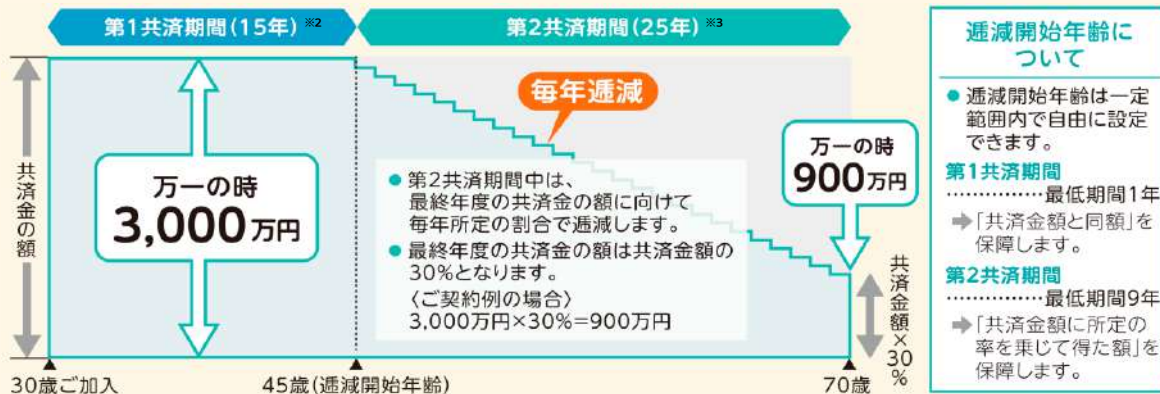 第1共済期間(15年) ※2
第2共済期間(25年) ※3
共済金の額
万一の時
3,000万円
毎年逓減
● 第2共済期間中は、
最終年度の共済金の額に向けて
毎年所定の割合で逓減します。
● 最終年度の共済金の額は共済金額の
30%となります。
〈ご契約例の場合〉
3,000万円×30%=900万円
万一の時
900万円
共済金額×30%
30歳ご加入
45歳(逓減開始年齢)
70歳
逓減開始年齢に
ついて
● 逓減開始年齢は一定
範囲内で自由に設定
できます。
第1共済期間
……………最低期間1年
➡「共済金額と同額」を
保障します。
第2共済期間
……………最低期間9年
➡「共済金額に所定の
率を乗じて得た額」を
保障します。